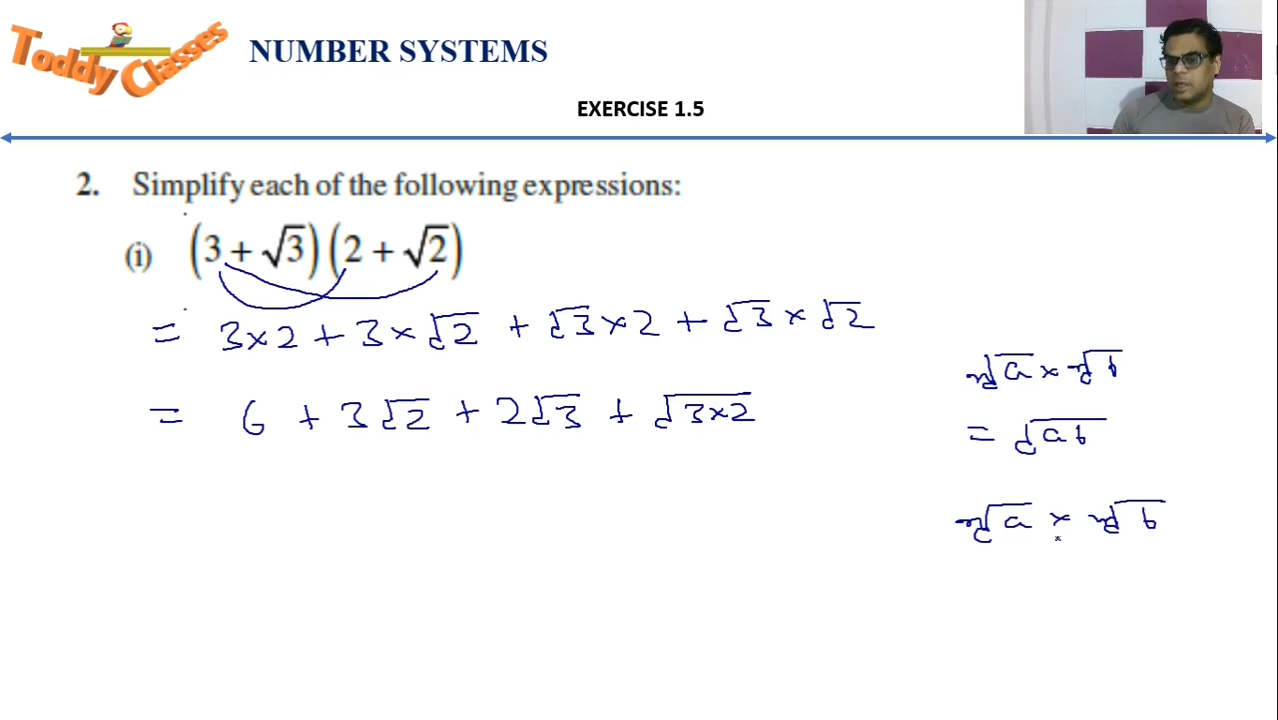 Toddy Classes
NUMBER SYSTEMS
EXERCISE 1.5
2. Simplify each of the following expressions:
(i) (3 + √3) (2 + √2)
= 3×2 + 3×√2 + √3×2 + √3×√2
= 6 + 3√2 + 2√3 + √3×2
ⁿ√a × ⁿ√b
= √ab
ⁿ√a × ⁿ√b